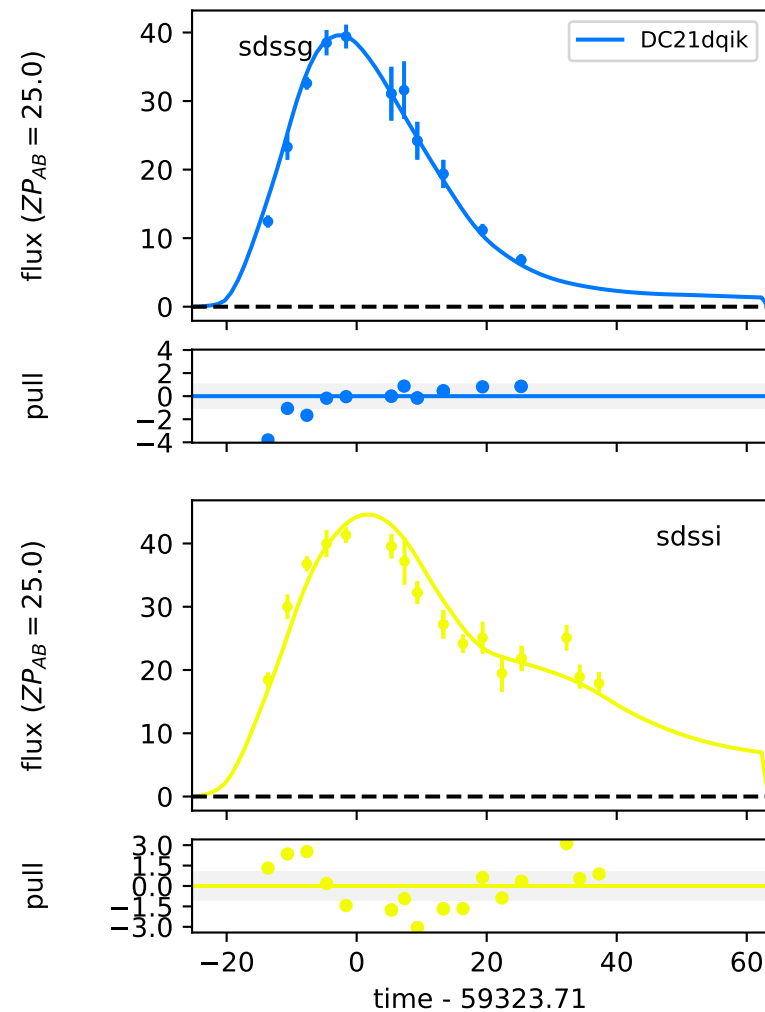 sdssg
DC21dqik
flux (ZP_AB = 25.0)
40
30
20
10
0
pull
4
2
0
−2
−4
sdssi
flux (ZP_AB = 25.0)
40
30
20
10
0
pull
3.0
1.5
0.0
−1.5
−3.0
−20 0 20 40 60
time - 59323.71